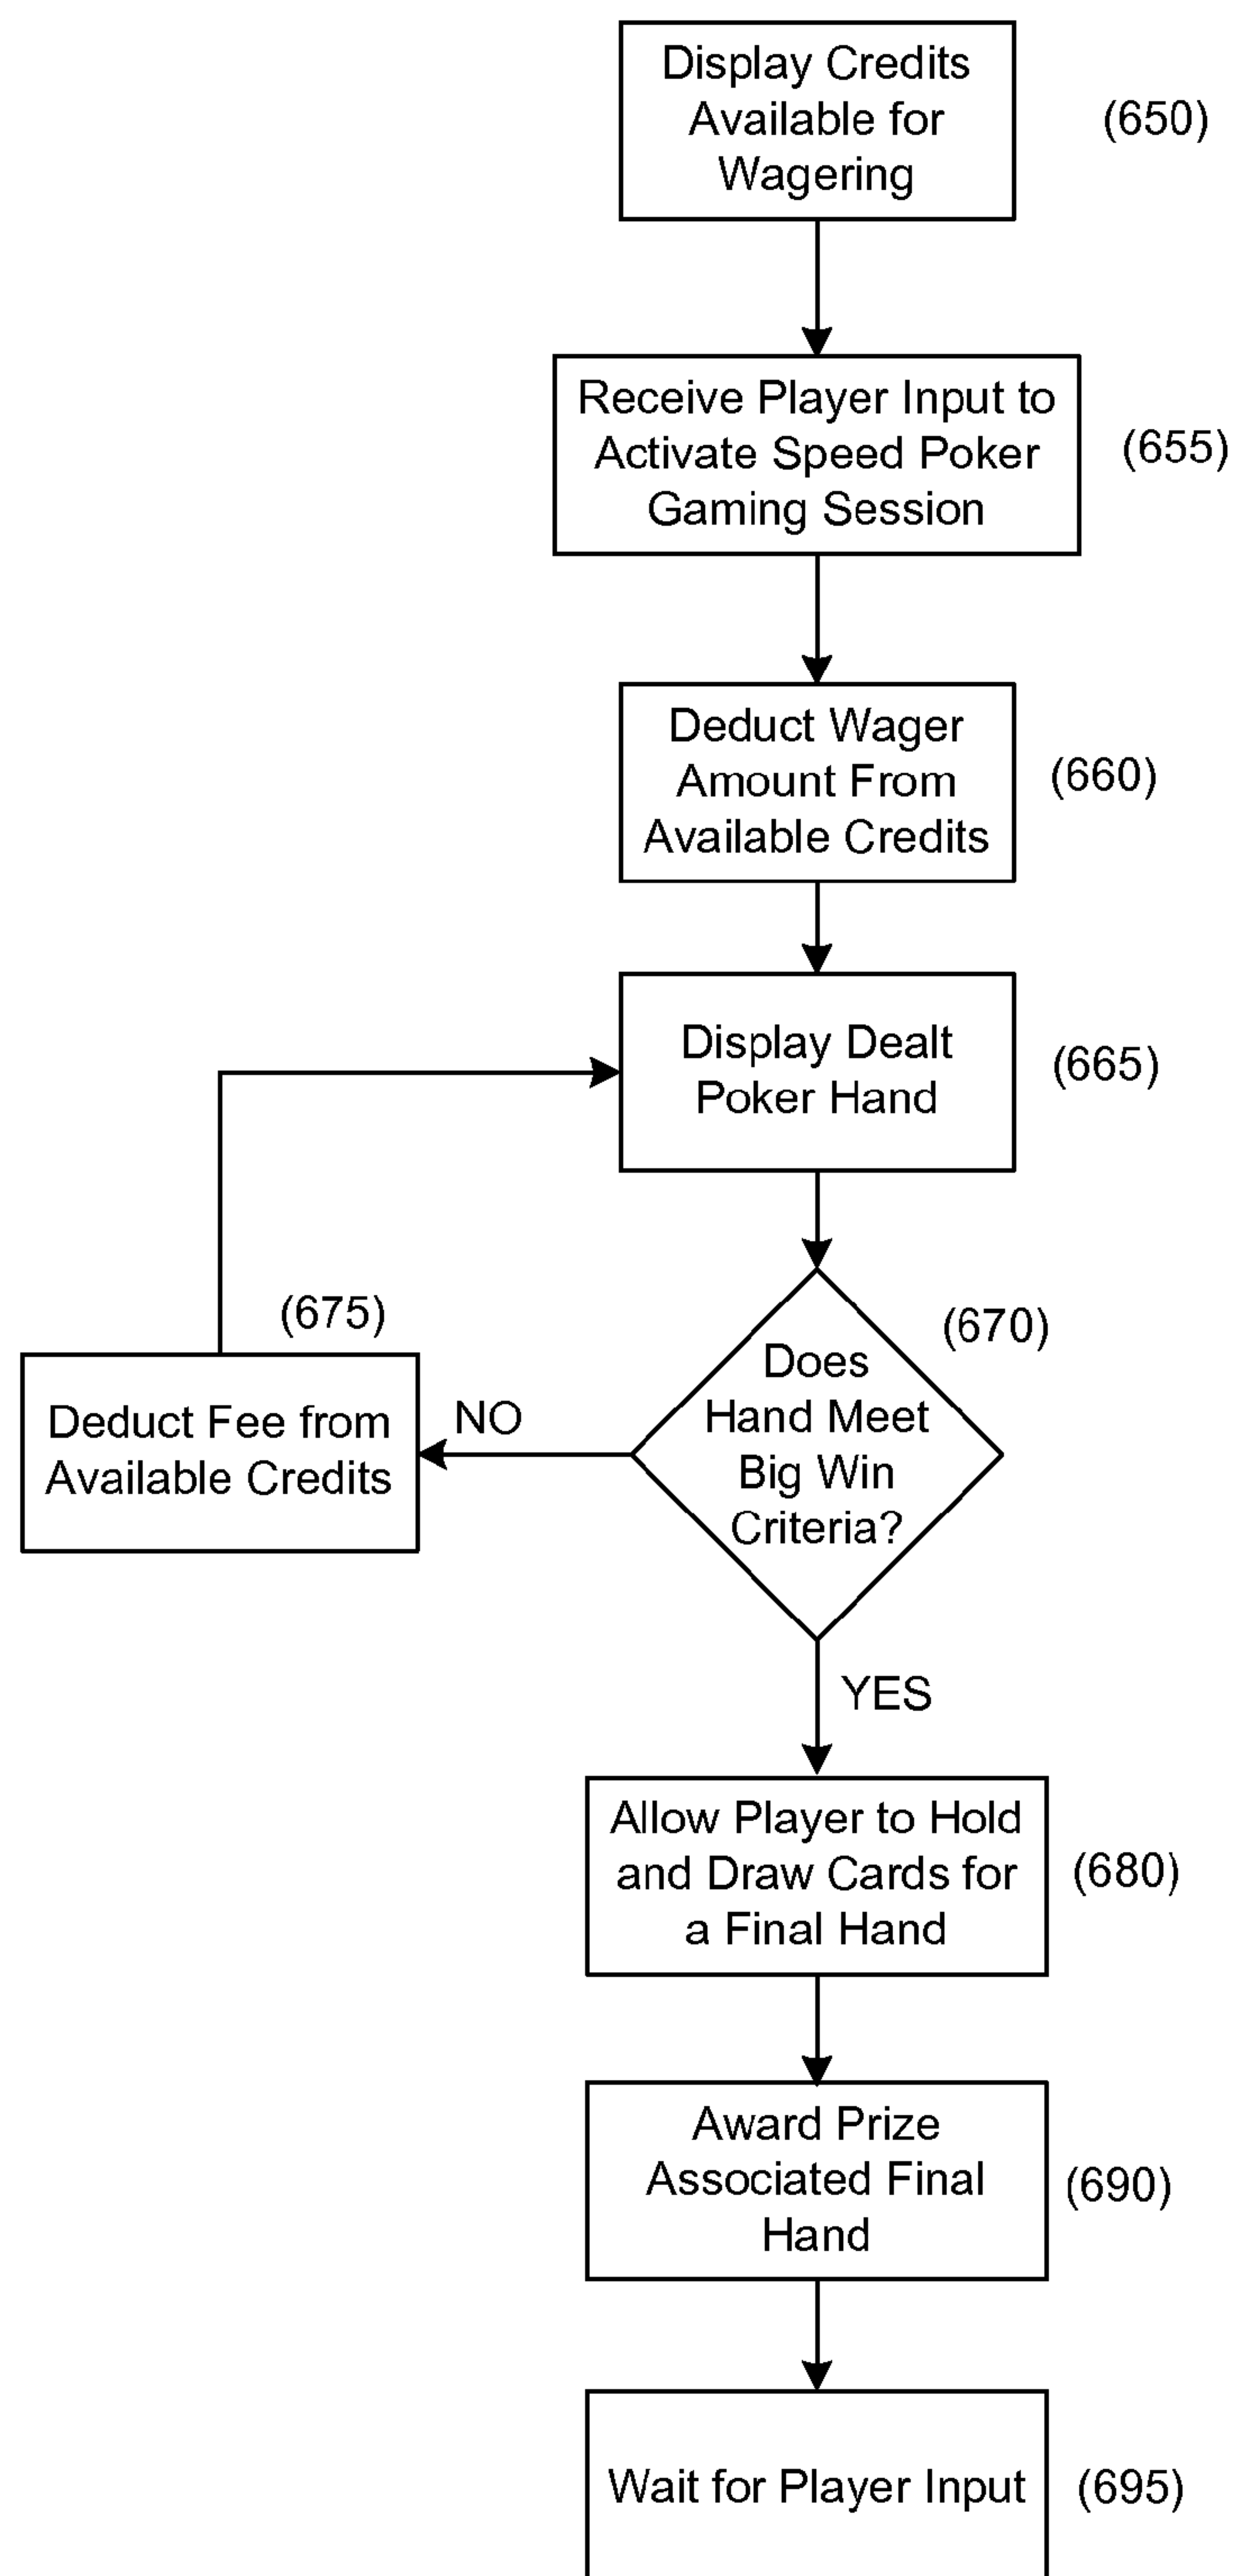 Display Credits
Available for
Wagering
(650)
Receive Player Input to
Activate Speed Poker
Gaming Session
(655)
Deduct Wager
Amount From
Available Credits
(660)
Display Dealt
Poker Hand
(665)
Does
Hand Meet
Big Win
Criteria?
(670)
NO
(675)
Deduct Fee from
Available Credits
YES
Allow Player to Hold
and Draw Cards for
a Final Hand
(680)
Award Prize
Associated Final
Hand
(690)
Wait for Player Input
(695)